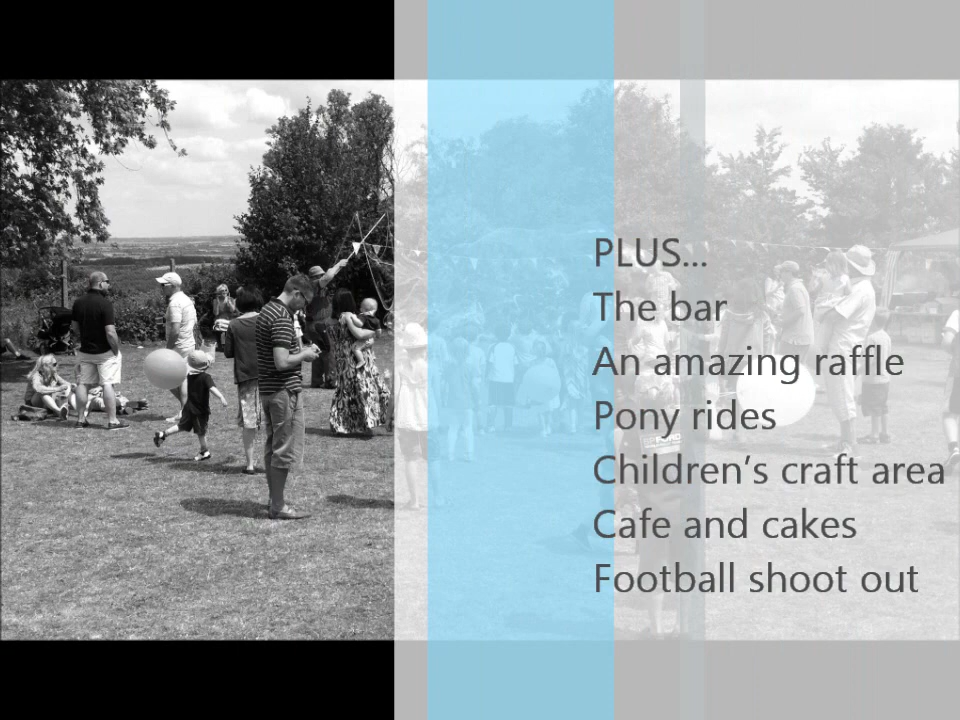 PLUS...
The bar
An amazing raffle
Pony rides
Children’s craft area
Cafe and cakes
Football shoot out